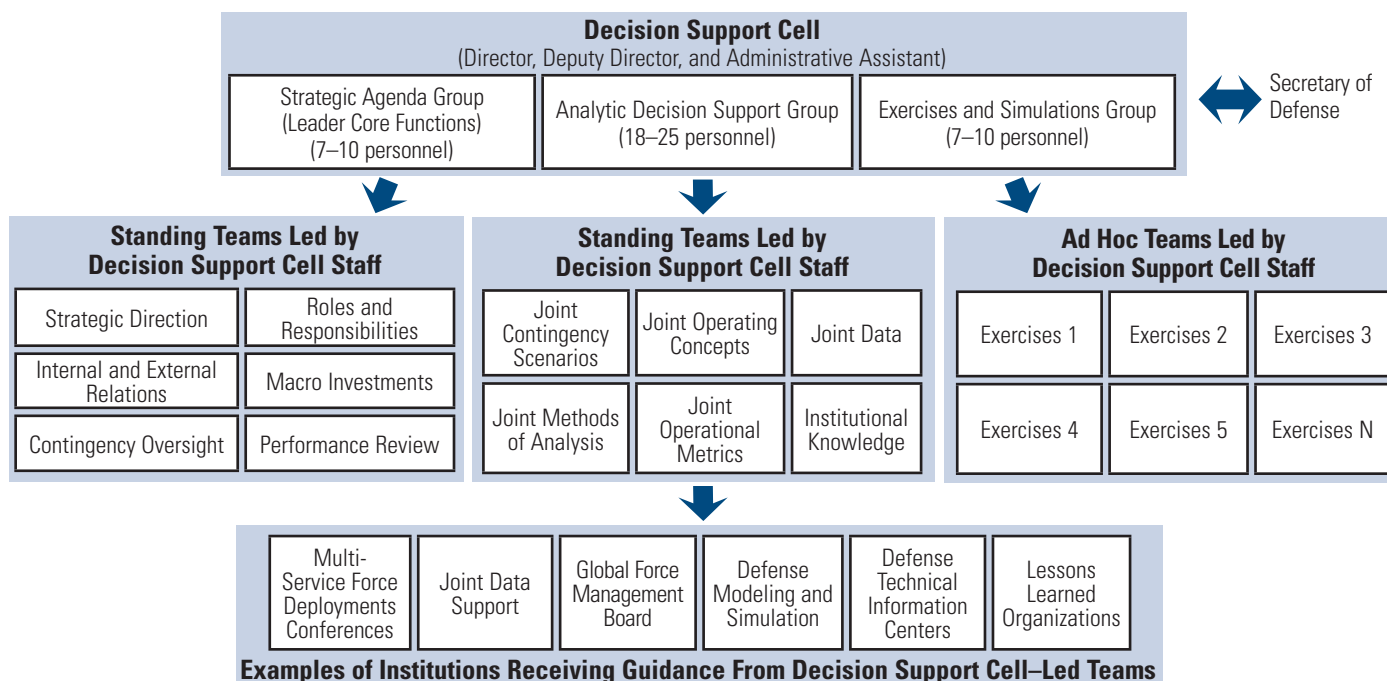 Decision Support Cell
(Director, Deputy Director, and Administrative Assistant)
Strategic Agenda Group
(Leader Core Functions)
(7–10 personnel)
Analytic Decision Support Group
(18–25 personnel)
Exercises and Simulations Group
(7–10 personnel)
Secretary of
Defense
Standing Teams Led by
Decision Support Cell Staff
Strategic Direction
Roles and
Responsibilities
Internal and External
Relations
Macro Investments
Contingency Oversight
Performance Review
Standing Teams Led by
Decision Support Cell Staff
Joint
Contingency
Scenarios
Joint Operating
Concepts
Joint Data
Joint Methods
of Analysis
Joint
Operational
Metrics
Institutional
Knowledge
Ad Hoc Teams Led by
Decision Support Cell Staff
Exercises 1
Exercises 2
Exercises 3
Exercises 4
Exercises 5
Exercises N
Multi-
Service Force
Deployments
Conferences
Joint Data
Support
Global Force
Management
Board
Defense
Modeling and
Simulation
Defense
Technical
Information
Centers
Lessons
Learned
Organizations
Examples of Institutions Receiving Guidance From Decision Support Cell–Led Teams